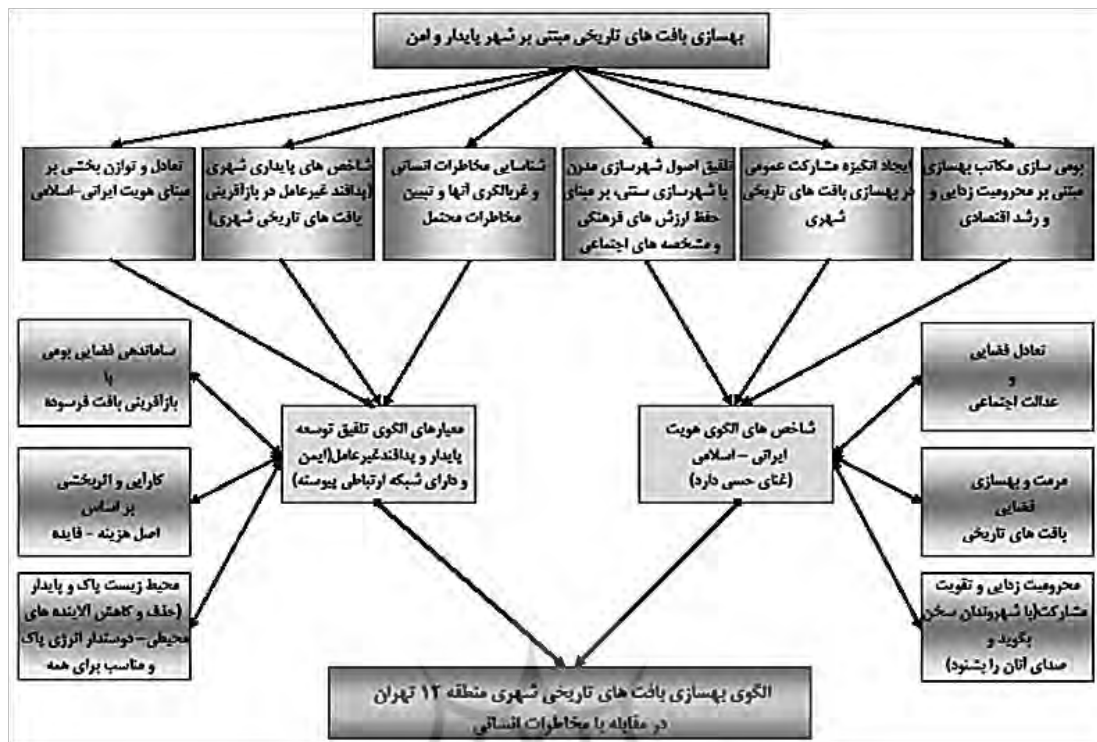 بهسازی بافت های تاریخی مبتنی بر شهر پایدار و امن
بومی سازی مکاتب بهسازی
مبتنی بر محرومیت زدایی و
و رشد اقتصادی
ایجاد انگیزه مشارکت عمومی
در بهسازی بافت های تاریخی
شهری
تلفیق اصول شهرسازی مدرن
با شهرسازی سنتی، بر مبنای
حفظ ارزش های فرهنگی
و مشخصه های اجتماعی
شناسایی مخاطرات انسانی
و غربالگری آنها و تبیین
مخاطرات محتمل
شاخص های پایداری شهری
(پدافند غیرعامل در بازآفرینی
بافت های تاریخی شهری)
تعادل و توازن بخشی بر
مبنای هویت ایرانی-اسلامی
تعادل فضایی
و
عدالت اجتماعی
مرمت و بهسازی
فضایی
بافت های تاریخی
محرومیت زدایی و تقویت
مشارکت(با شهروندان سخن
بگوید و
صدای آنان را بشنود)
شاخص های الگوی هویت
ایرانی – اسلامی
(غنای حسی دارد)
معیارهای الگوی تلفیق توسعه
پایدار و پدافندغیرعامل(ایمن
و دارای شبکه ارتباطی پیوسته)
ساماندهی فضایی بومی
با
بازآفرینی بافت فرسوده
کارآیی و اثربخشی
بر اساس
اصل هزینه – فایده
محیط زیست پاک و پایدار
(حذف و کاهش آلاینده های
محیطی–دوستدار انرژی پاک
و مناسب برای همه
الگوی بهسازی بافت های تاریخی شهری منطقه ۱۲ تهران
در مقابله با مخاطرات انسانی